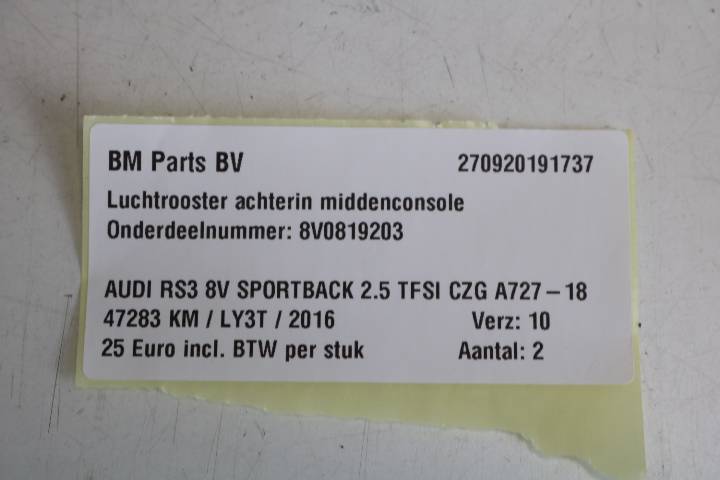 BM Parts BV 270920191737
Luchtrooster achterin middenconsole
Onderdeelnummer: 8V0819203
AUDI RS3 8V SPORTBACK 2.5 TFSI CZG A727-18
47283 KM / LY3T / 2016 Verz: 10
25 Euro incl. BTW per stuk Aantal: 2